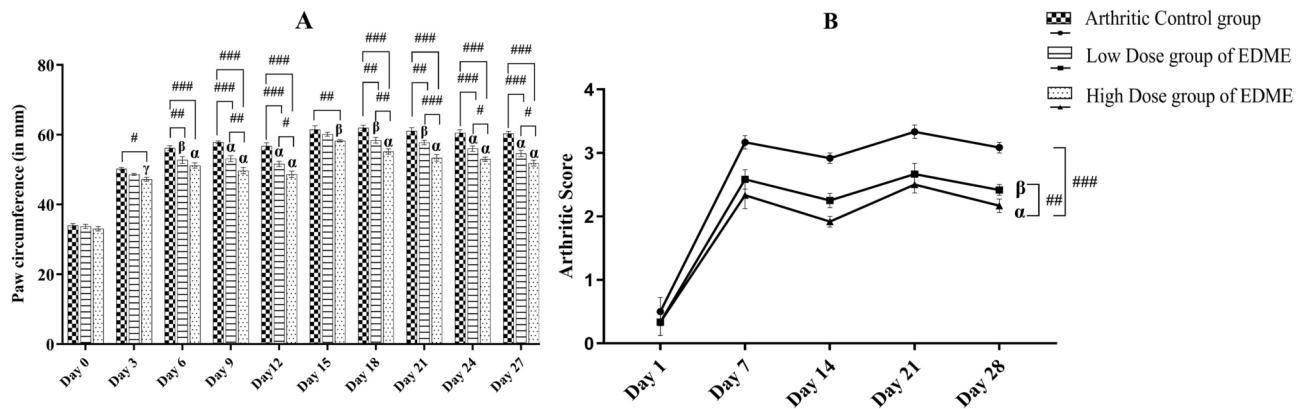 A
Paw circumference (in mm)
80
60
40
20
0
#
γ
###
##
β
α
###
###
##
α
α
###
###
#
α
α
##
β
###
##
##
β
α
###
##
###
β
α
###
###
#
α
α
###
###
#
α
α
Day 0
Day 3
Day 6
Day 9
Day12
Day 15
Day 18
Day 21
Day 24
Day 27
B
Arthritic Score
4
3
2
1
0
β
α
##
###
Day 1
Day 7
Day 14
Day 21
Day 28
Arthritic Control group
Low Dose group of EDME
High Dose group of EDME